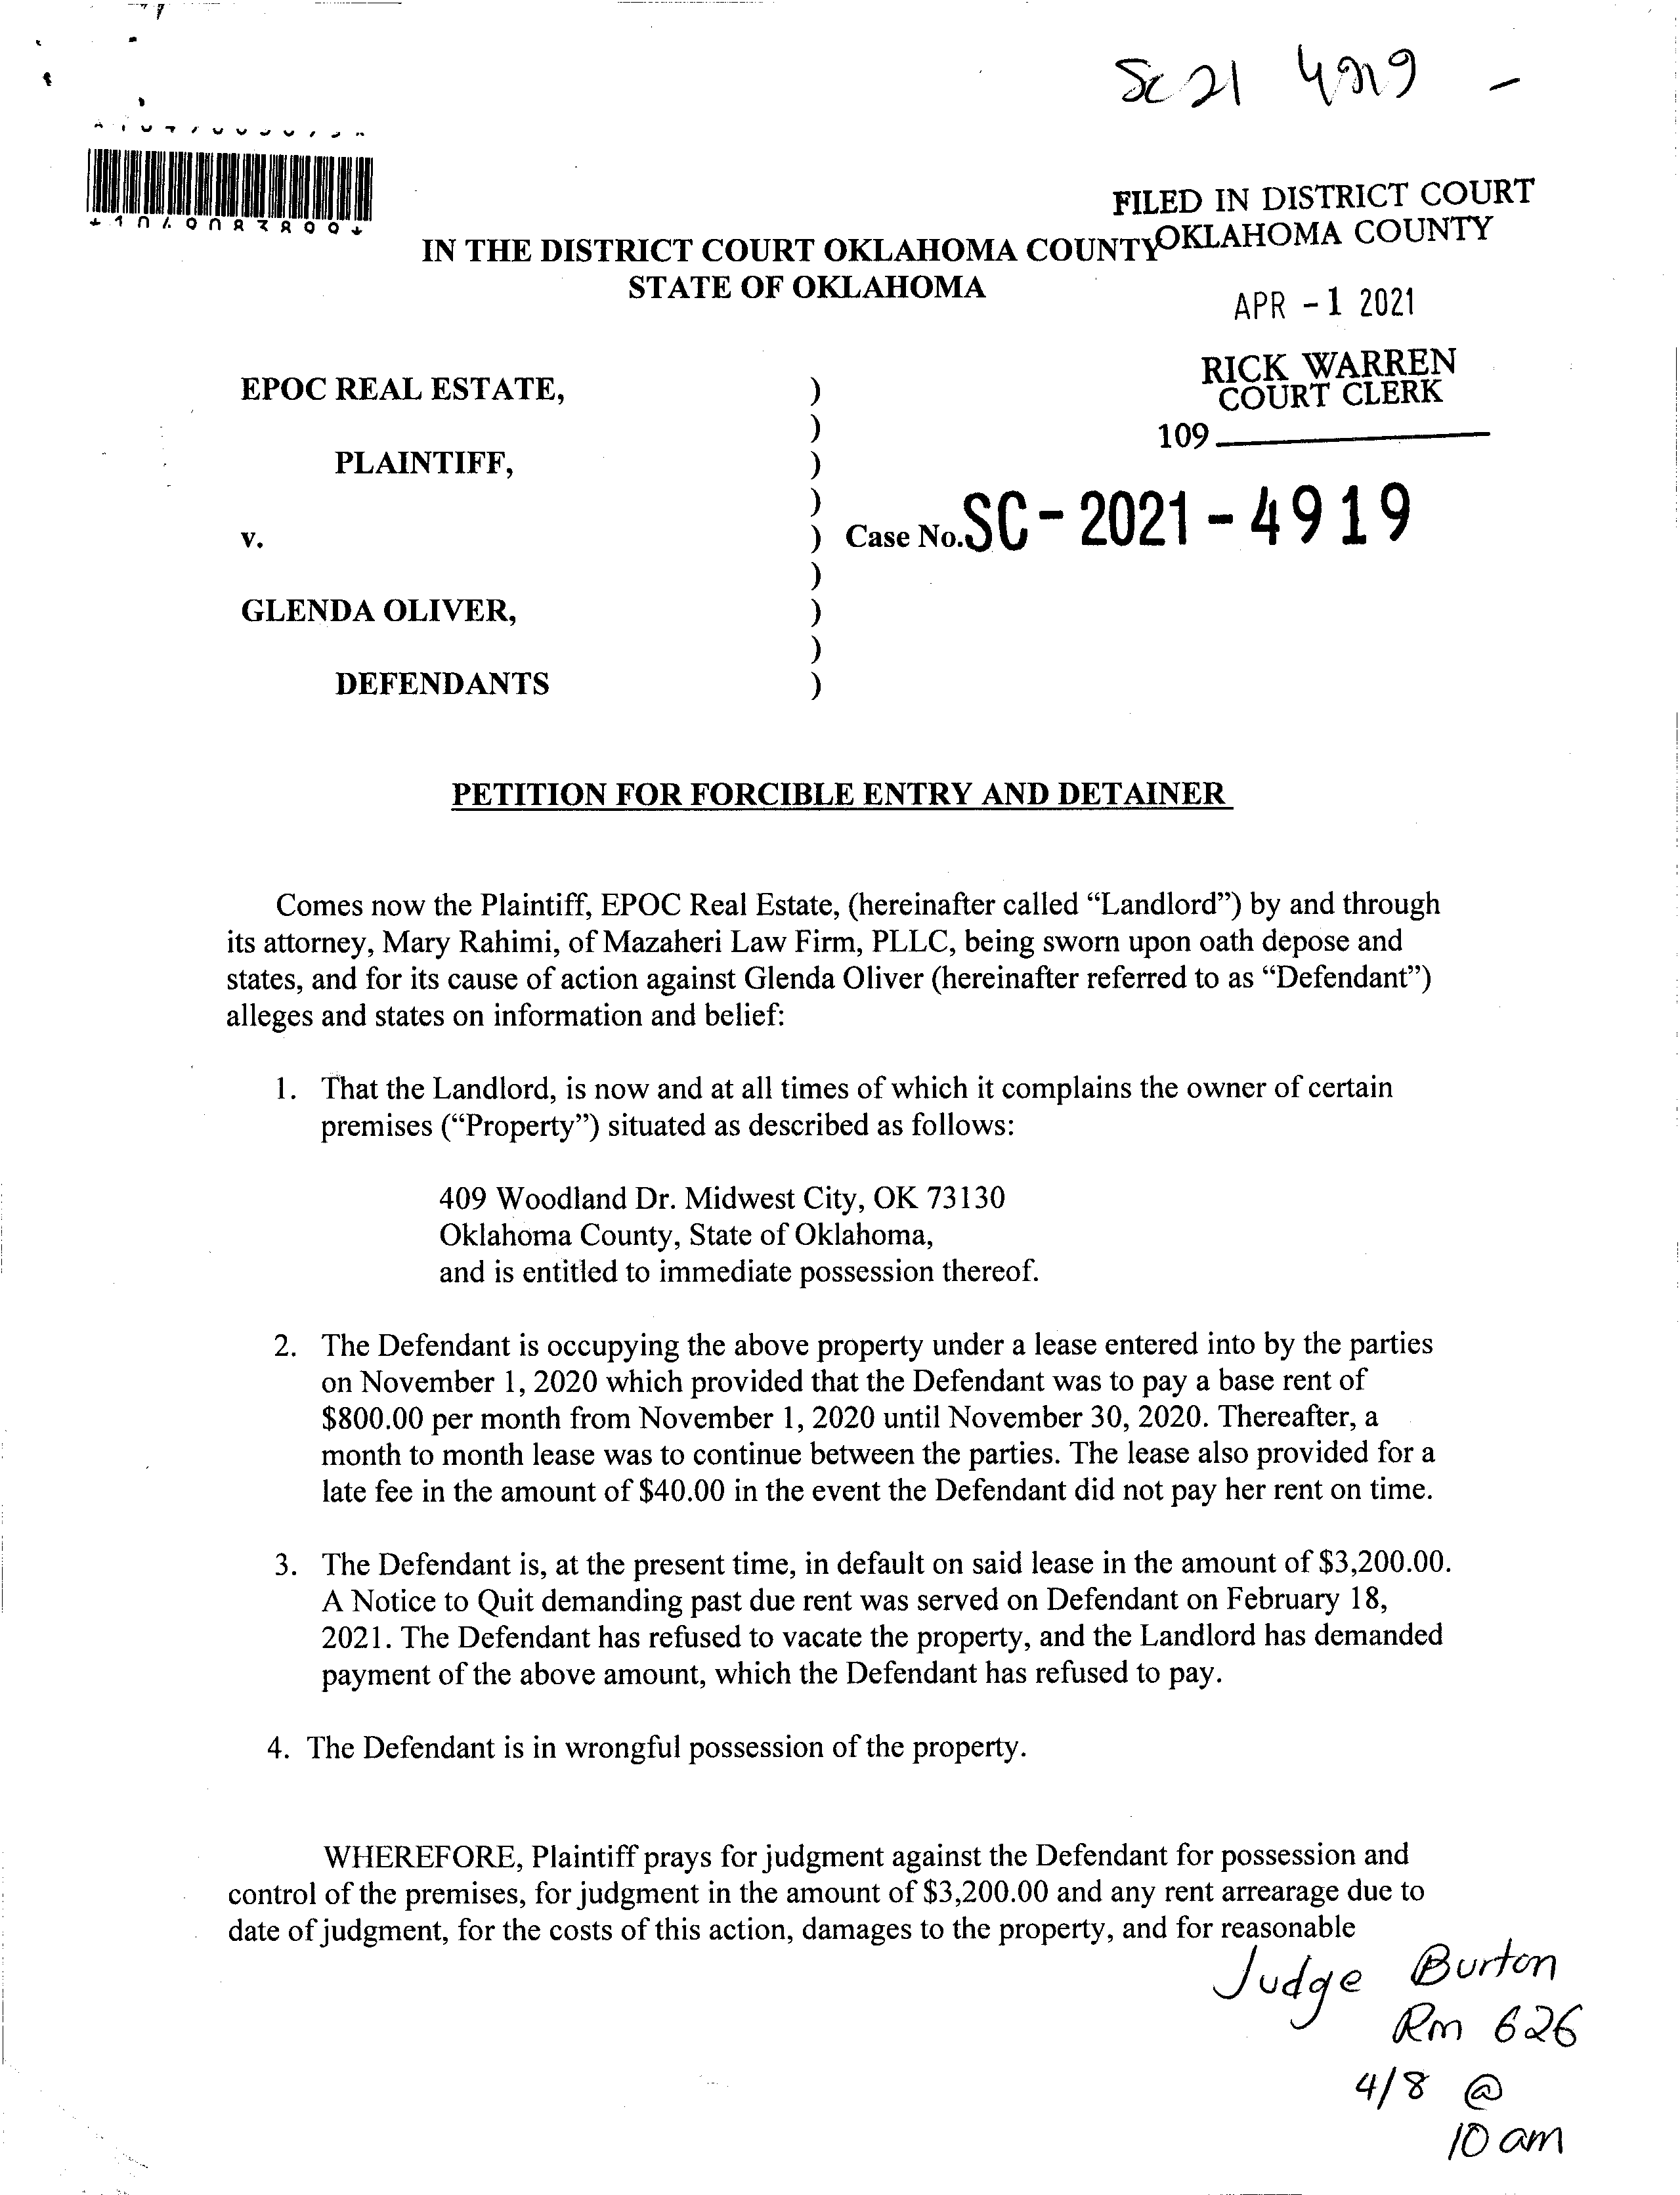 SC 21 4919 -
FILED IN DISTRICT COURT
OKLAHOMA COUNTY
IN THE DISTRICT COURT OKLAHOMA COUNTY
STATE OF OKLAHOMA
APR - 1 2021
RICK WARREN
COURT CLERK
109
EPOC REAL ESTATE, )
)
PLAINTIFF, )
)
v. ) Case No. SC - 2021 - 4919
)
GLENDA OLIVER, )
)
DEFENDANTS )
PETITION FOR FORCIBLE ENTRY AND DETAINER
Comes now the Plaintiff, EPOC Real Estate, (hereinafter called “Landlord”) by and through
its attorney, Mary Rahimi, of Mazaheri Law Firm, PLLC, being sworn upon oath depose and
states, and for its cause of action against Glenda Oliver (hereinafter referred to as “Defendant”)
alleges and states on information and belief:
1. That the Landlord, is now and at all times of which it complains the owner of certain
premises (“Property”) situated as described as follows:
409 Woodland Dr. Midwest City, OK 73130
Oklahoma County, State of Oklahoma,
and is entitled to immediate possession thereof.
2. The Defendant is occupying the above property under a lease entered into by the parties
on November 1, 2020 which provided that the Defendant was to pay a base rent of
$800.00 per month from November 1, 2020 until November 30, 2020. Thereafter, a
month to month lease was to continue between the parties. The lease also provided for a
late fee in the amount of $40.00 in the event the Defendant did not pay her rent on time.
3. The Defendant is, at the present time, in default on said lease in the amount of $3,200.00.
A Notice to Quit demanding past due rent was served on Defendant on February 18,
2021. The Defendant has refused to vacate the property, and the Landlord has demanded
payment of the above amount, which the Defendant has refused to pay.
4. The Defendant is in wrongful possession of the property.
WHEREFORE, Plaintiff prays for judgment against the Defendant for possession and
control of the premises, for judgment in the amount of $3,200.00 and any rent arrearage due to
date of judgment, for the costs of this action, damages to the property, and for reasonable
Judge Burton
Rm 626
4/8 @
10 am